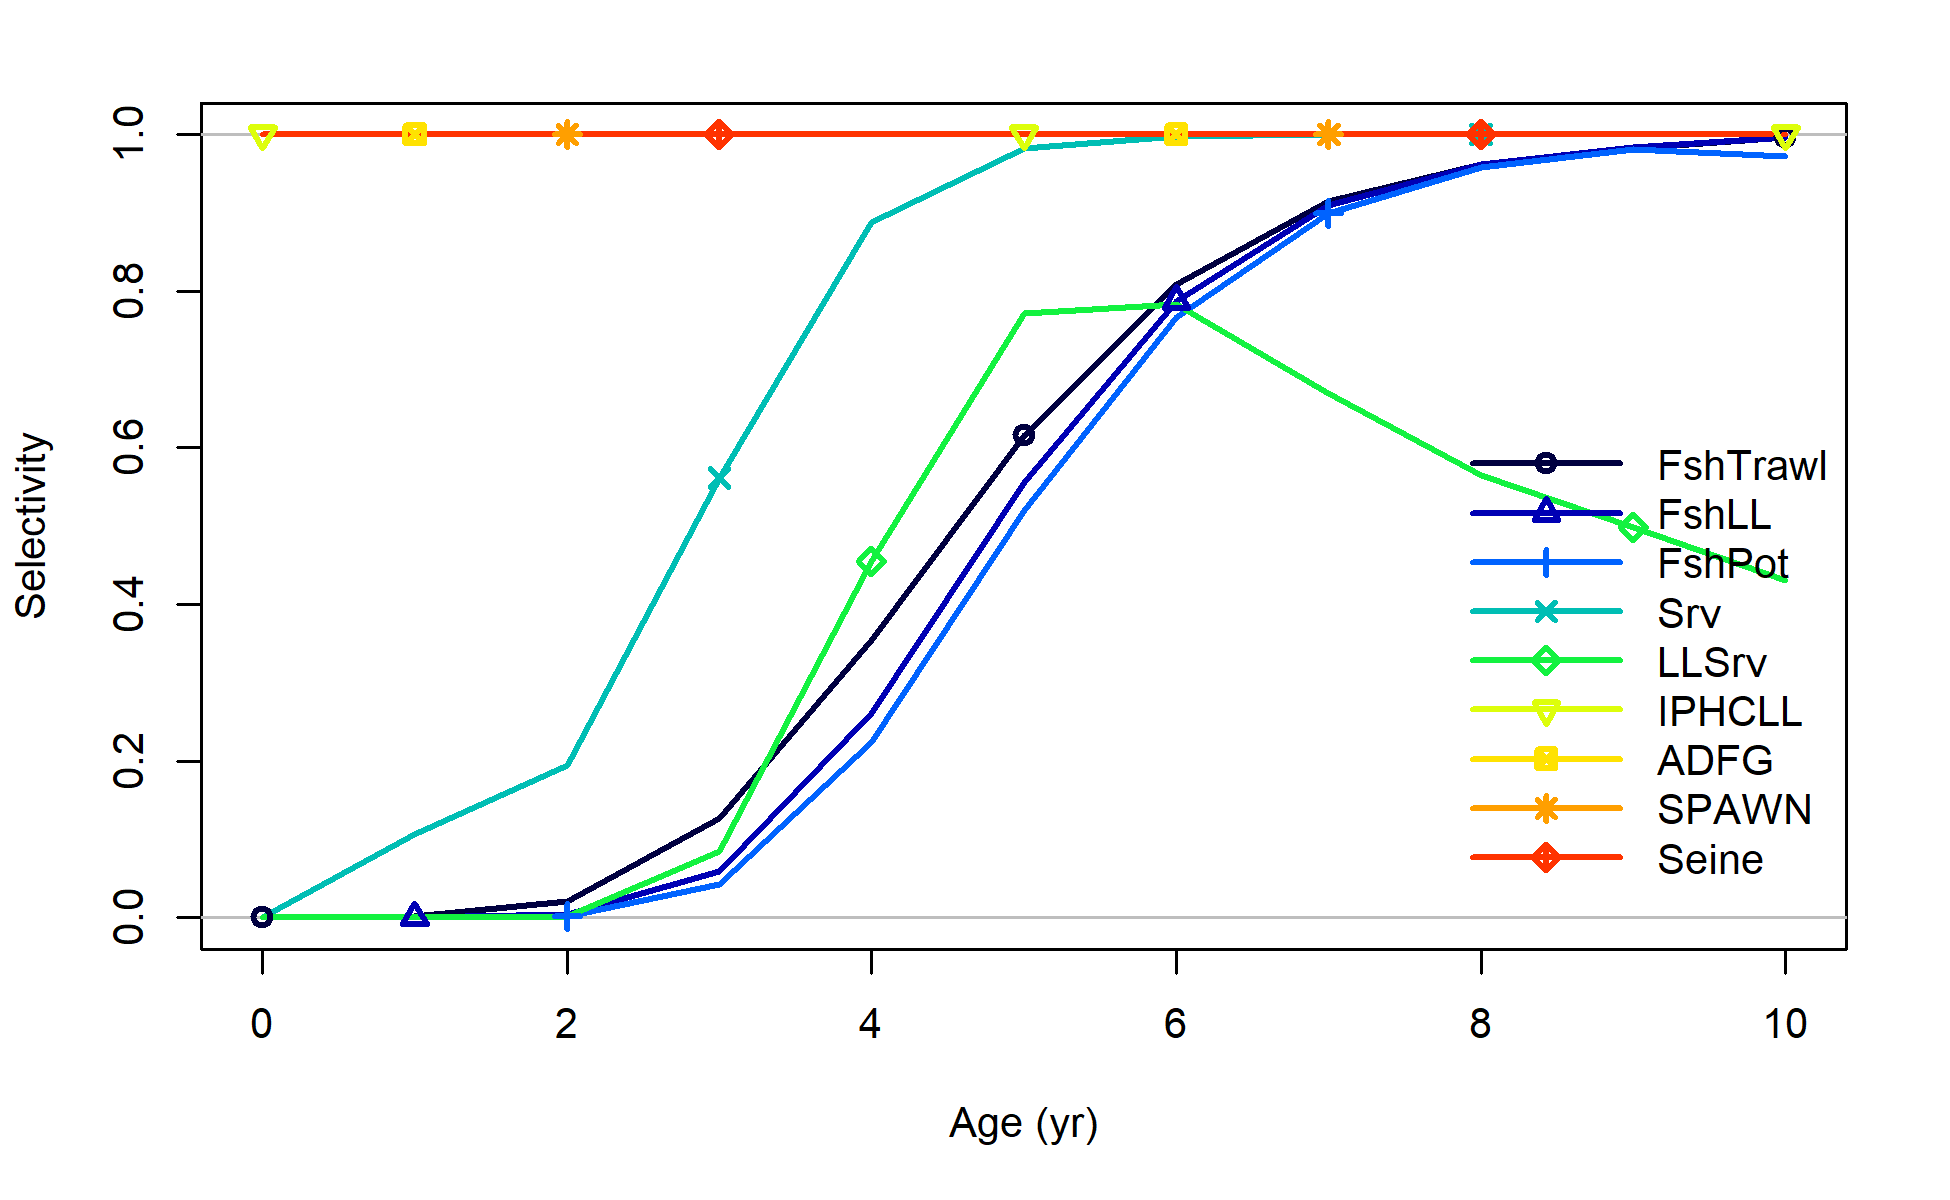 1.0
0.8
0.6
0.4
0.2
0.0
Selectivity
FshTrawl
FshLL
FshPot
Srv
LLSrv
IPHCLL
ADFG
SPAWN
Seine
0 2 4 6 8 10
Age (yr)